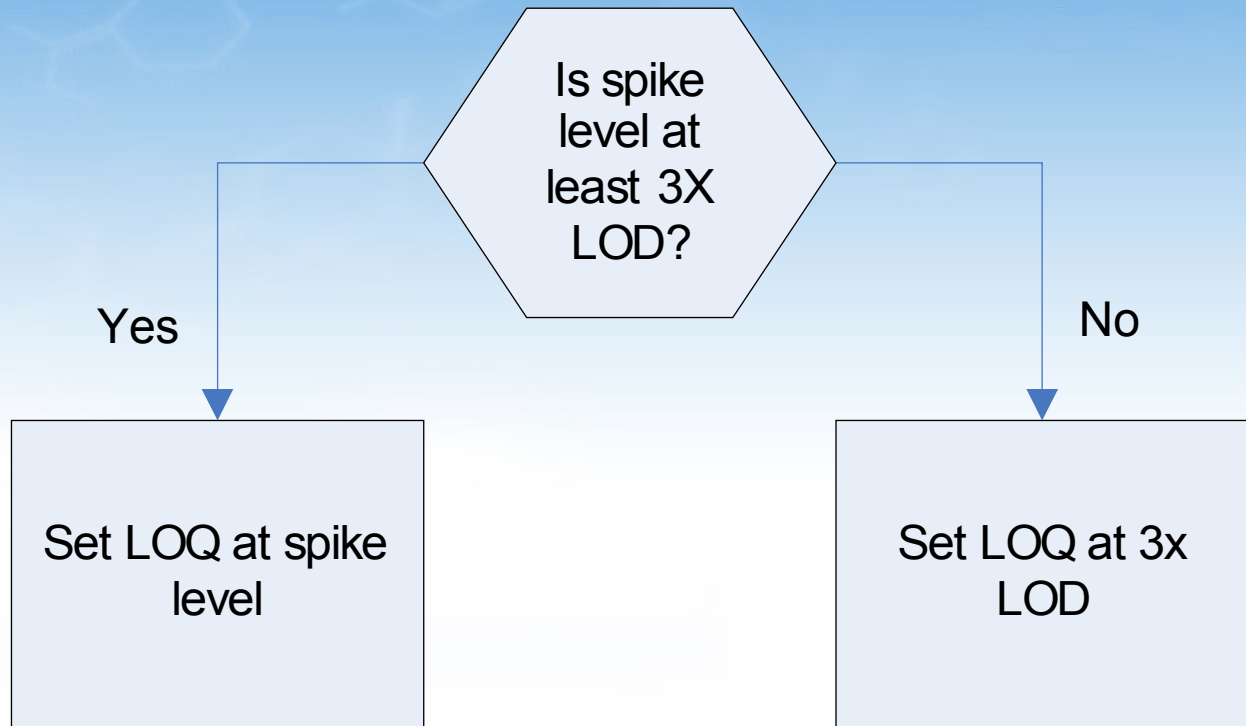 Is spike
level at
least 3X
LOD?
Yes
No
Set LOQ at spike
level
Set LOQ at 3x
LOD